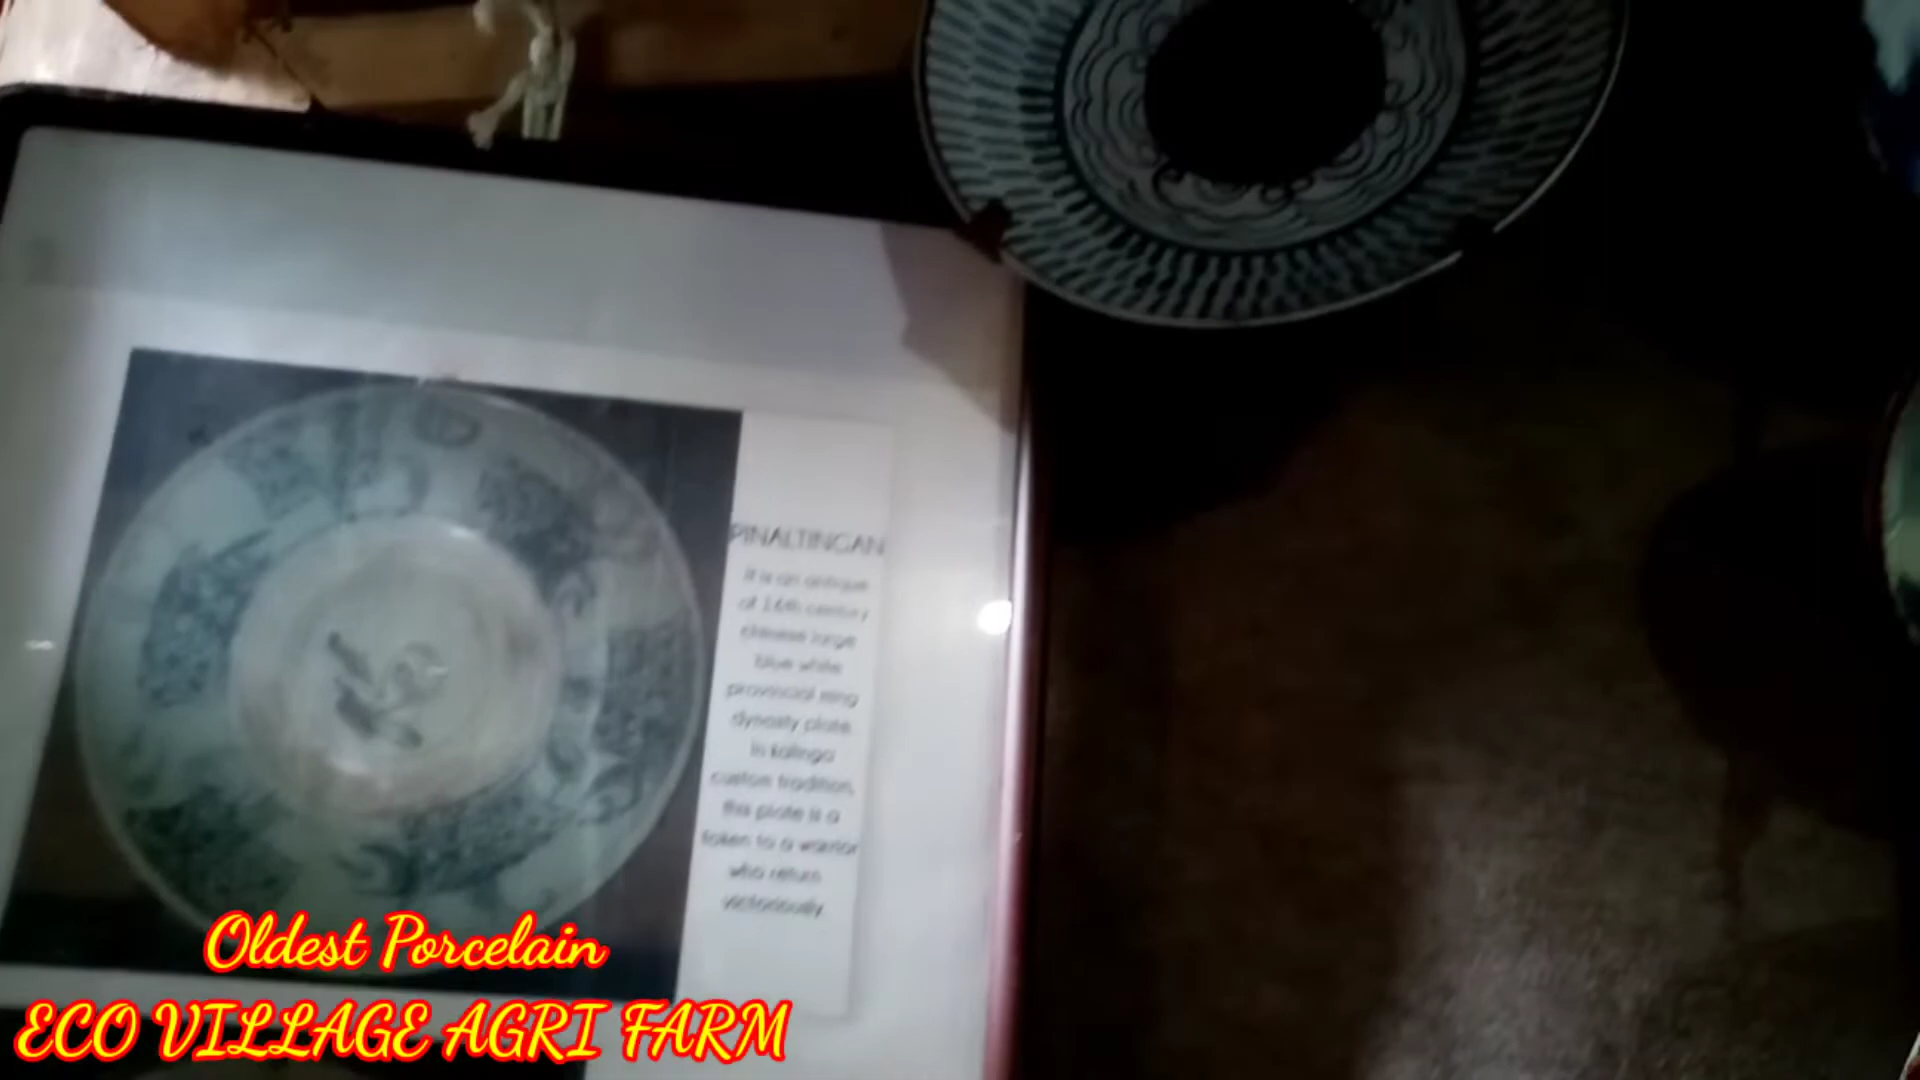 PINALTINGAN
it is an antique
of 16th century
chinese large
blue white
provincial ming
dynasty plate.
In kalinga
custom tradition,
this plate is a
token to a warrior
who return
victoriously
Oldest Porcelain
ECO VILLAGE AGRI FARM